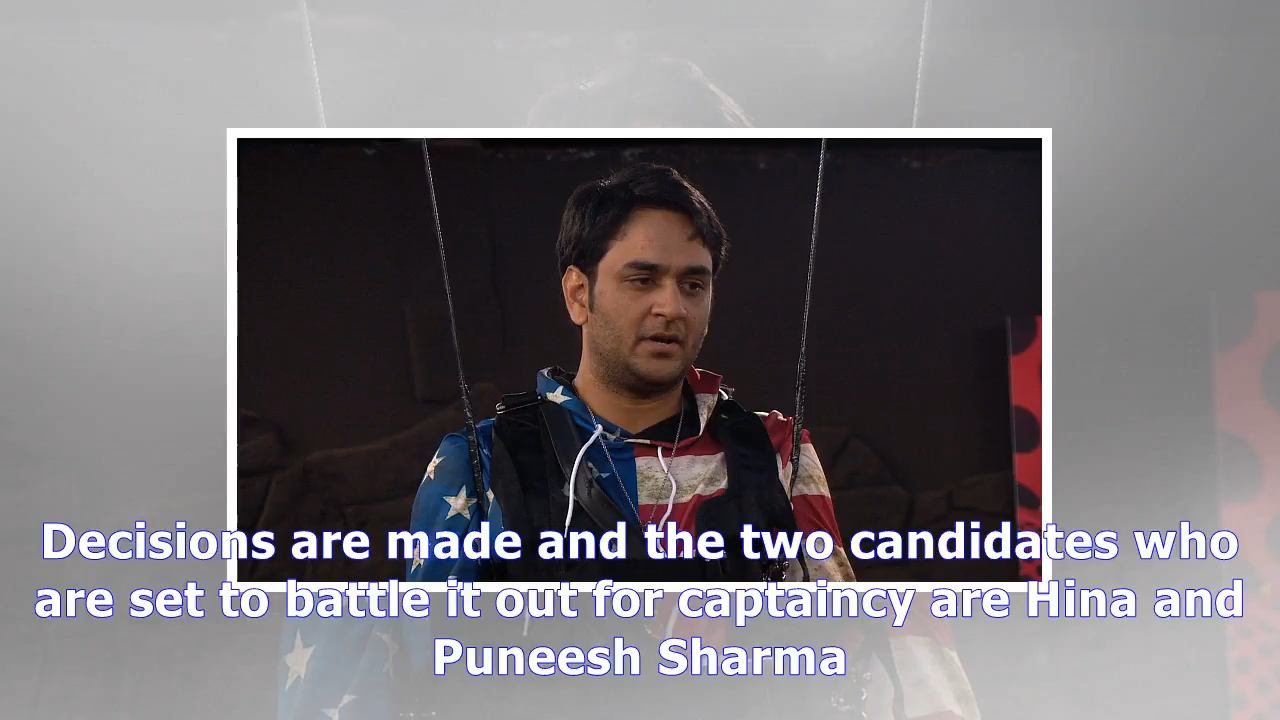 Decisions are made and the two candidates who
are set to battle it out for captaincy are Hina and
Puneesh Sharma